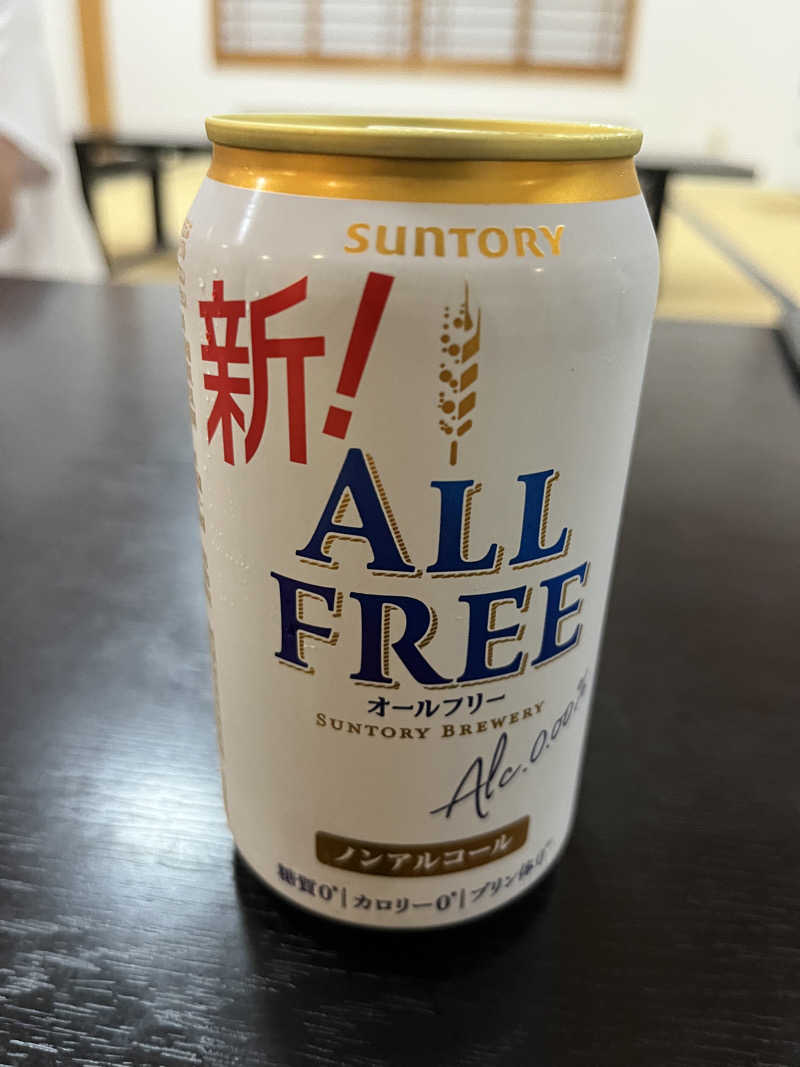 SUNTORY
新!
ALL
FREE
オールフリー
SUNTORY BREWERY
Alc.0.00%
ノンアルコール
糖質0*|カロリー0*|プリン体